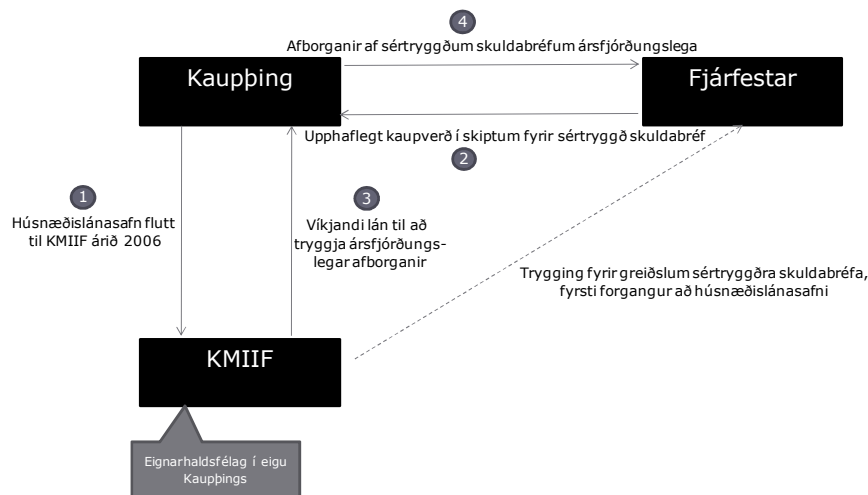 4
Afborganir af sértryggðum skuldabréfum ársfjórðungslega
Kaupþing
Fjárfestar
Upphaflegt kaupverð í skiptum fyrir sértryggð skuldabréf
2
1
Húsnæðislánasafn flutt
til KMIIF árið 2006
3
Víkjandi lán til að
tryggja ársfjórðungs-
legar afborganir
Trygging fyrir greiðslum sértryggðra skuldabréfa,
fyrsti forgangur að húsnæðislánasafni
KMIIF
Eignarhaldsfélag í eigu
Kaupþings